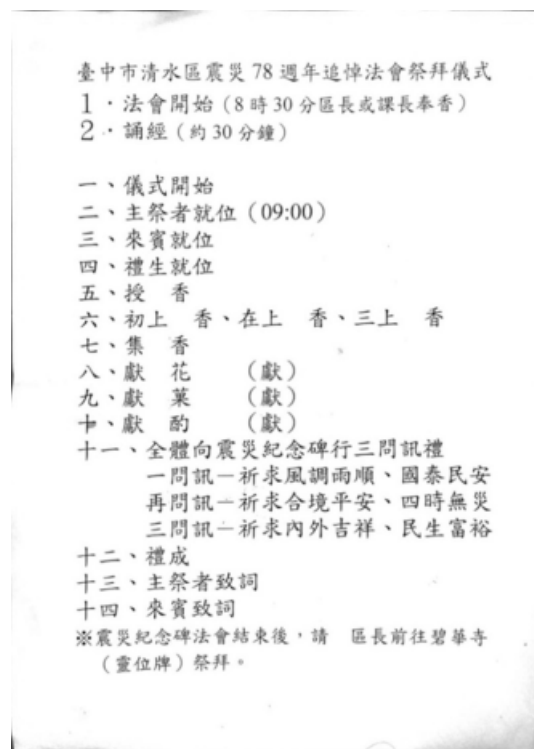 臺中市清水區震災78週年追悼法會祭拜儀式
1‧法會開始(8時30分區長或課長奉香)
2‧誦經(約30分鐘)
一、儀式開始
二、主祭者就位(09:00)
三、來賓就位
四、禮生就位
五、授 香
六、初上 香、在上 香、三上 香
七、集 香
八、獻 花 (獻)
九、獻 菓 (獻)
十、獻 酌 (獻)
十一、全體向震災紀念碑行三問訊禮
一問訊－祈求風調雨順、國泰民安
再問訊－祈求合境平安、四時無災
三問訊－祈求內外吉祥、民生富裕
十二、禮成
十三、主祭者致詞
十四、來賓致詞
※震災紀念碑法會結束後，請 區長前往碧華寺
(靈位牌)祭拜。